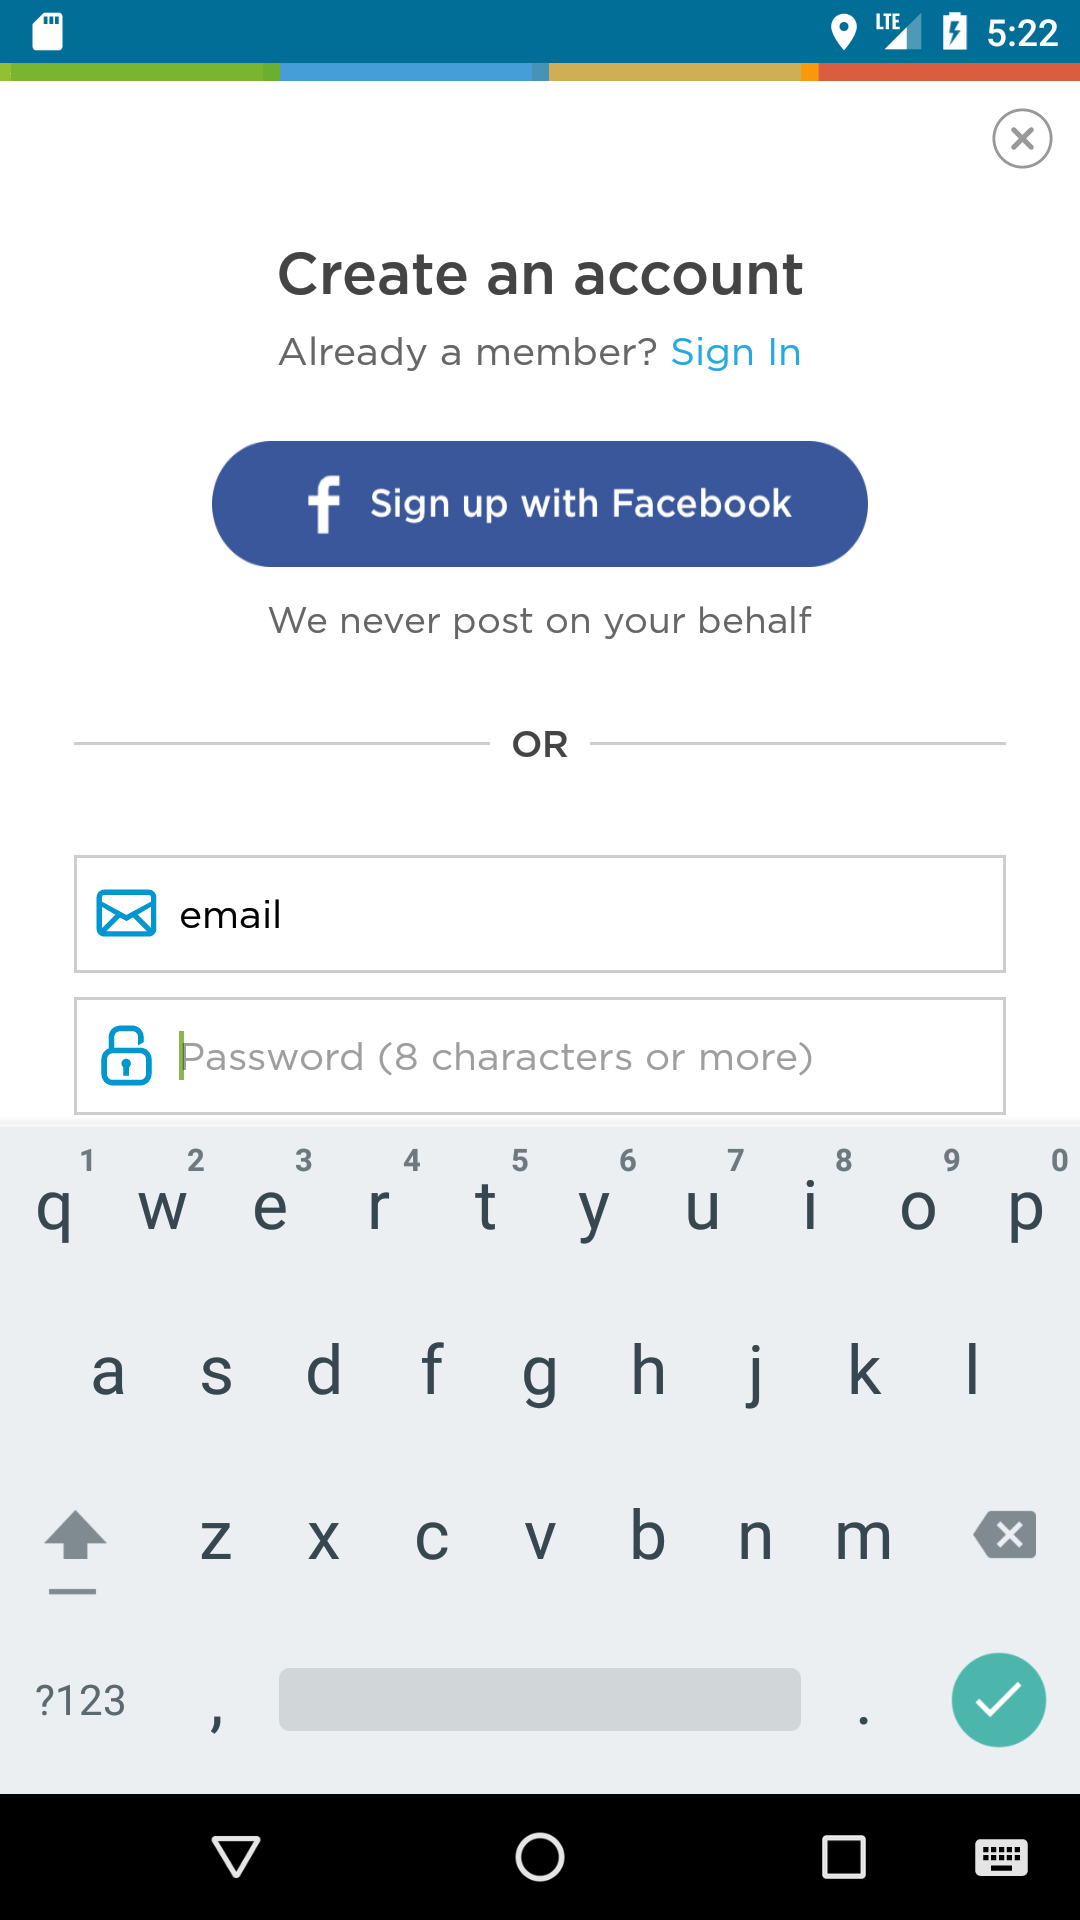 LTE 5:22
Create an account
Already a member? Sign In
f Sign up with Facebook
We never post on your behalf
OR
email
Password (8 characters or more)
1 2 3 4 5 6 7 8 9 0
q w e r t y u i o p
a s d f g h j k l
z x c v b n m
?123 , .